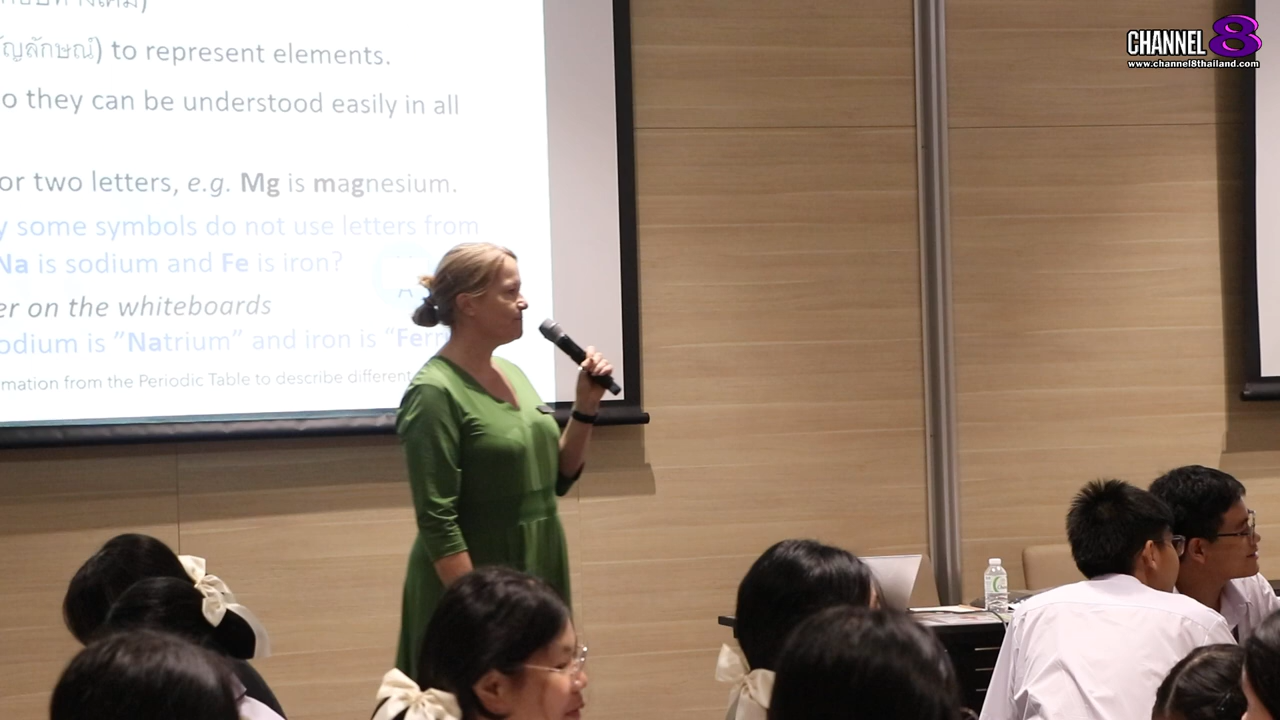 CHANNEL 8
www.channel8thailand.com
ัญลักษณ์) to represent elements.
o they can be understood easily in all
or two letters, e.g. Mg is magnesium.
y some symbols do not use letters from
Na is sodium and Fe is iron?
er on the whiteboards
odium is ”Natrium” and iron is “Ferr
mation from the Periodic Table to describe different